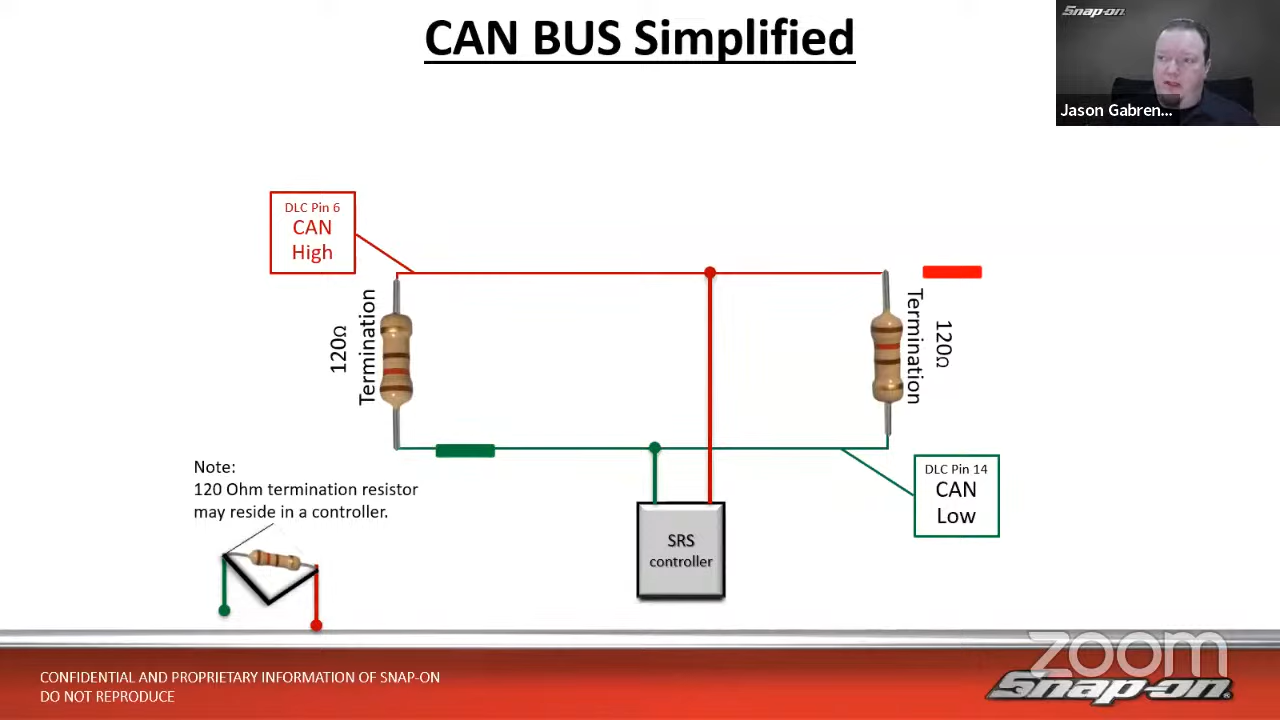 CAN BUS Simplified
Snap-on
Jason Gabren...
DLC Pin 6
CAN
High
120Ω
Termination
Termination
120Ω
DLC Pin 14
CAN
Low
Note:
120 Ohm termination resistor
may reside in a controller.
SRS
controller
CONFIDENTIAL AND PROPRIETARY INFORMATION OF SNAP-ON
DO NOT REPRODUCE
zoom
Snap-on